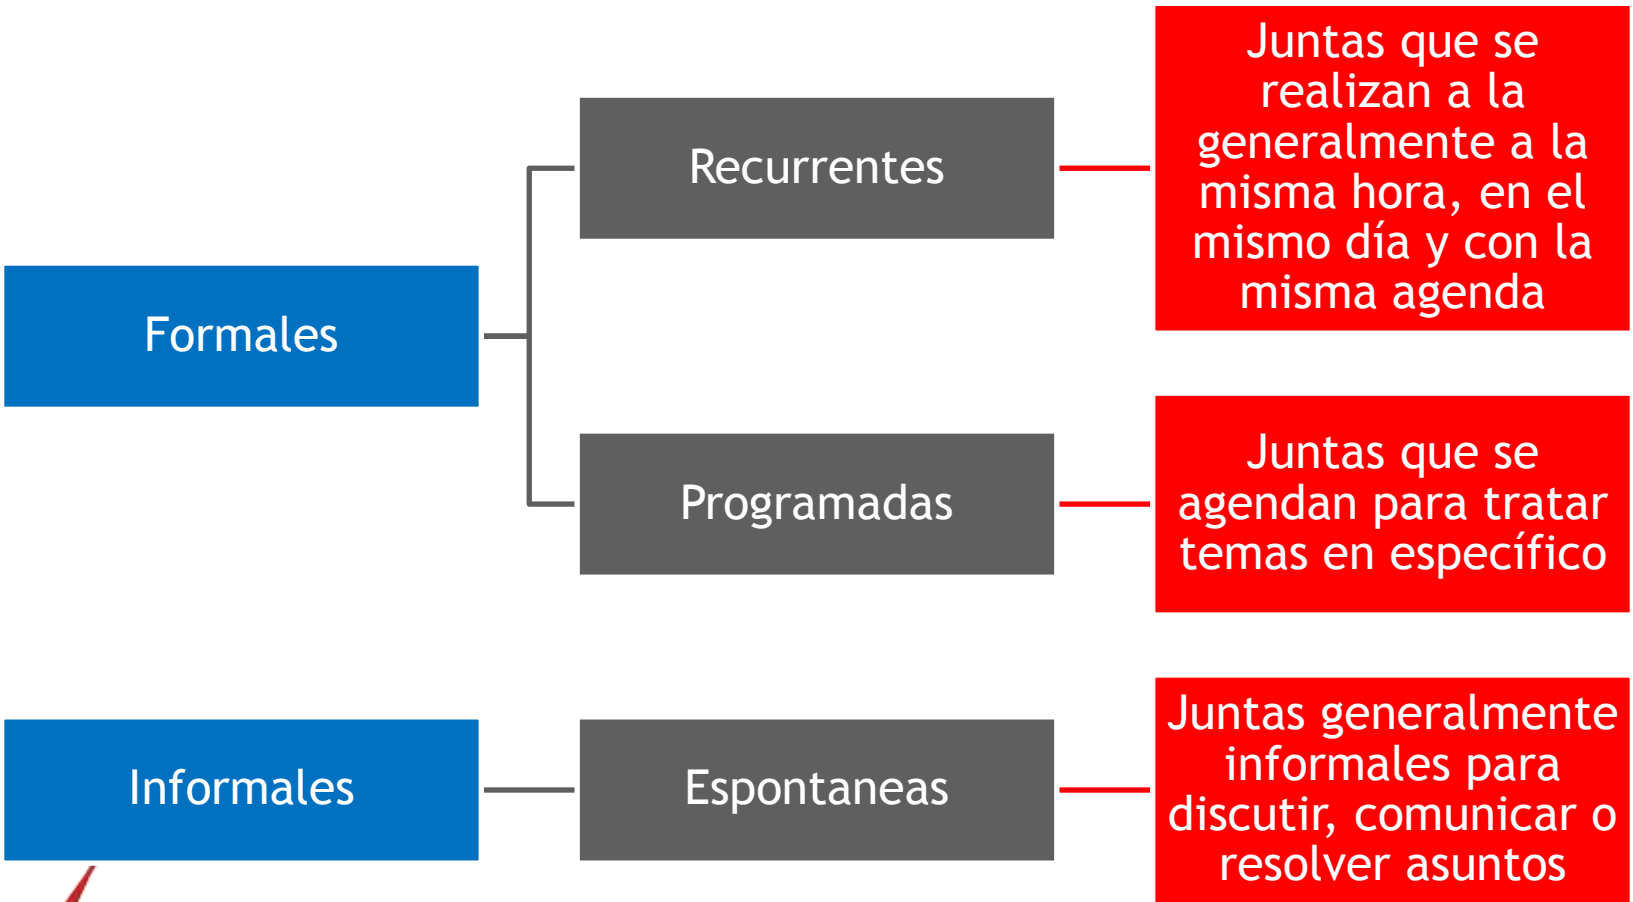 Formales
Recurrentes
Juntas que se
realizan a la
generalmente a la
misma hora, en el
mismo día y con la
misma agenda
Programadas
Juntas que se
agendan para tratar
temas en específico
Informales
Espontaneas
Juntas generalmente
informales para
discutir, comunicar o
resolver asuntos